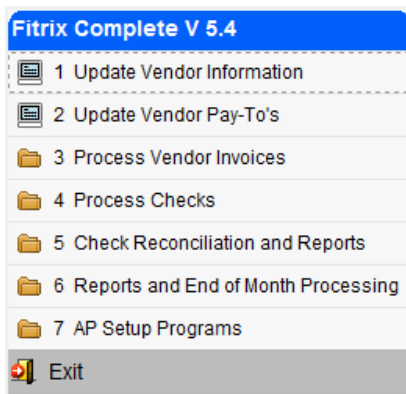 Fitrix Complete V 5.4
1 Update Vendor Information
2 Update Vendor Pay-To's
3 Process Vendor Invoices
4 Process Checks
5 Check Reconciliation and Reports
6 Reports and End of Month Processing
7 AP Setup Programs
Exit